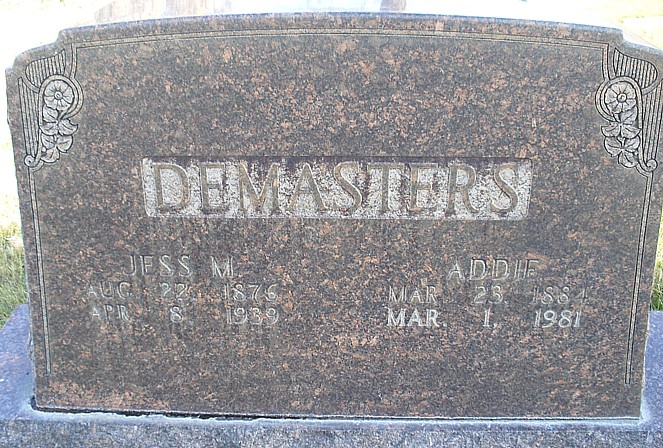 DEMASTERS
JESS M.
AUG. 22, 1876
APR. 8, 1939
ADDIE
MAR. 23, 1884
MAR. 1, 1981